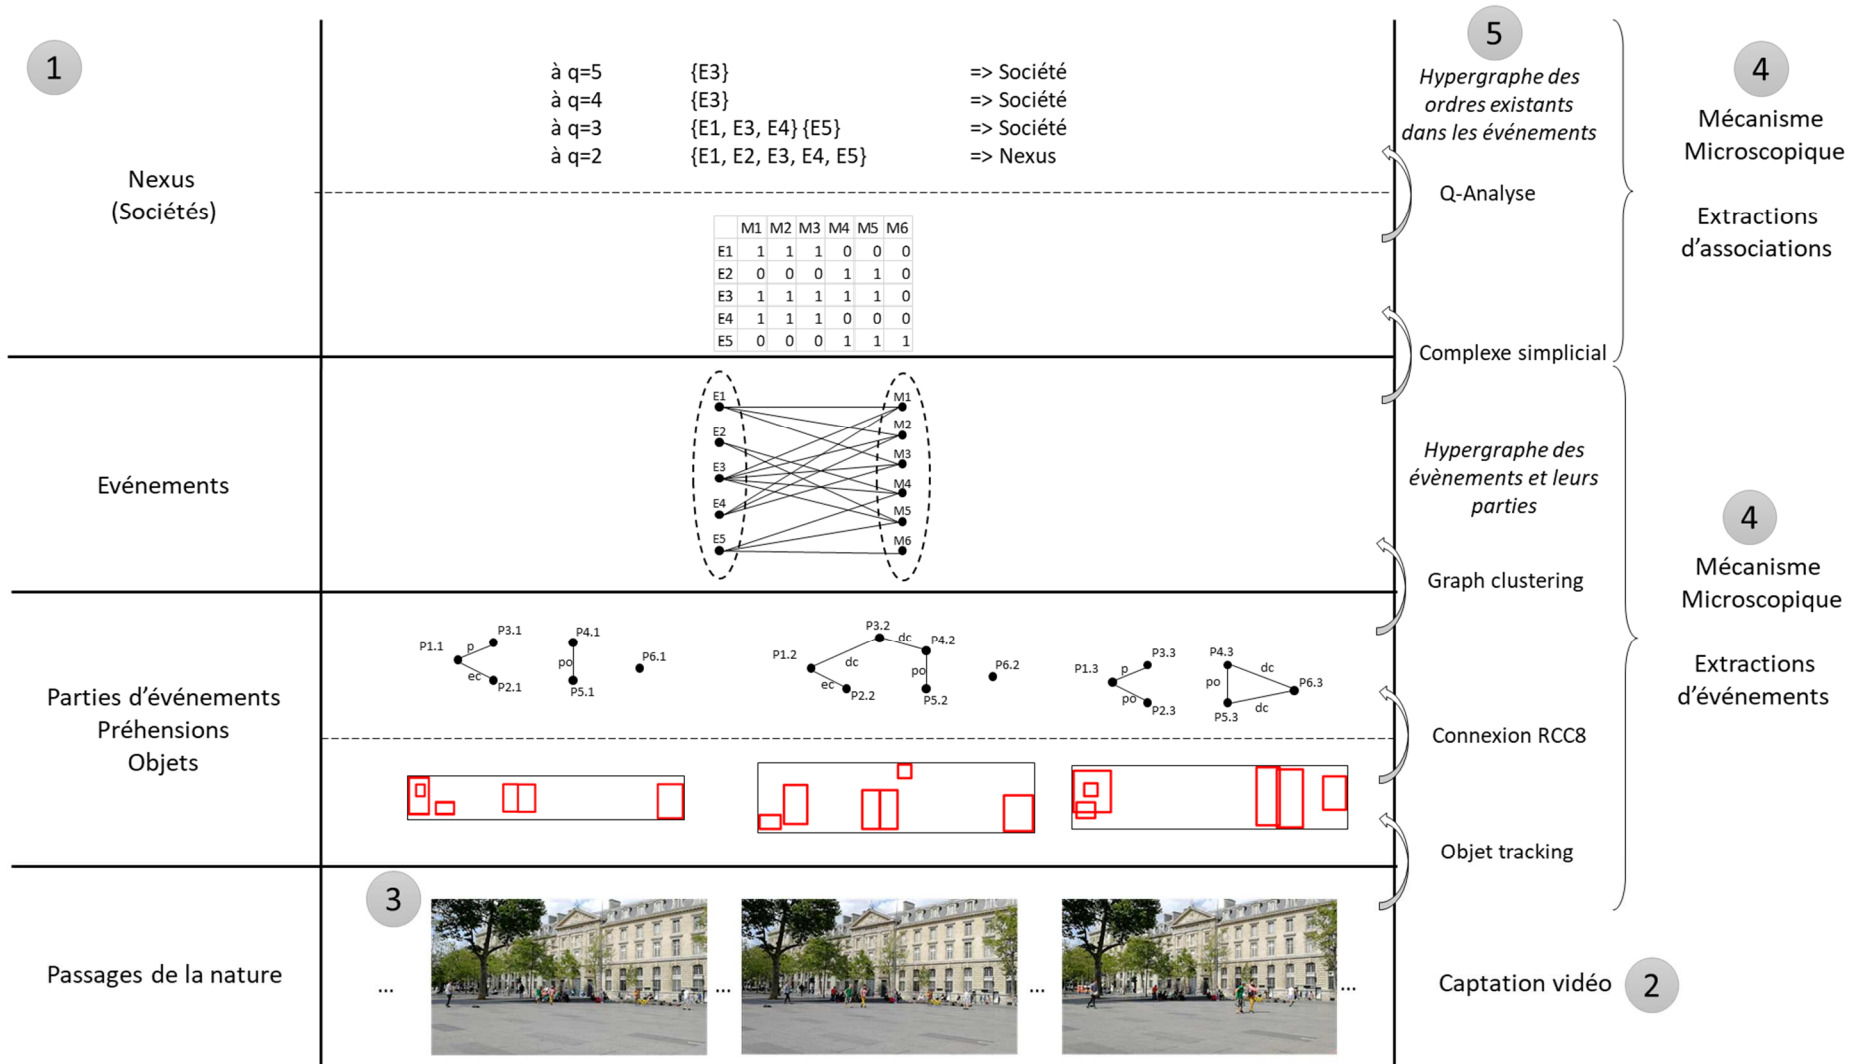 1
Nexus
(Sociétés)
à q=5 {E3} => Société
à q=4 {E3} => Société
à q=3 {E1, E3, E4} {E5} => Société
à q=2 {E1, E2, E3, E4, E5} => Nexus
M1 M2 M3 M4 M5 M6
E1 1 1 1 0 0 0
E2 0 0 0 1 1 0
E3 1 1 1 1 1 0
E4 1 1 1 0 0 0
E5 0 0 0 1 1 1
5
Hypergraphe des
ordres existants
dans les événements
Q-Analyse
Complexe simplicial
4
Mécanisme
Microscopique
Extractions
d'associations
Evénements
E1
E2
E3
E4
E5
M1
M2
M3
M4
M5
M6
Hypergraphe des
évènements et leurs
parties
Graph clustering
4
Mécanisme
Microscopique
Extractions
d'événements
Parties d'événements
Préhensions
Objets
P1.1 p P3.1
ec P2.1
P4.1
po
P5.1
P6.1
P3.2
dc
P4.2
P1.2
dc
ec
P2.2
po
P5.2
P6.2
P3.3
P1.3
p
po
P2.3
P4.3
dc
po
P6.3
P5.3
dc
Connexion RCC8
Objet tracking
Passages de la nature
3
...
...
...
...
Captation vidéo
2